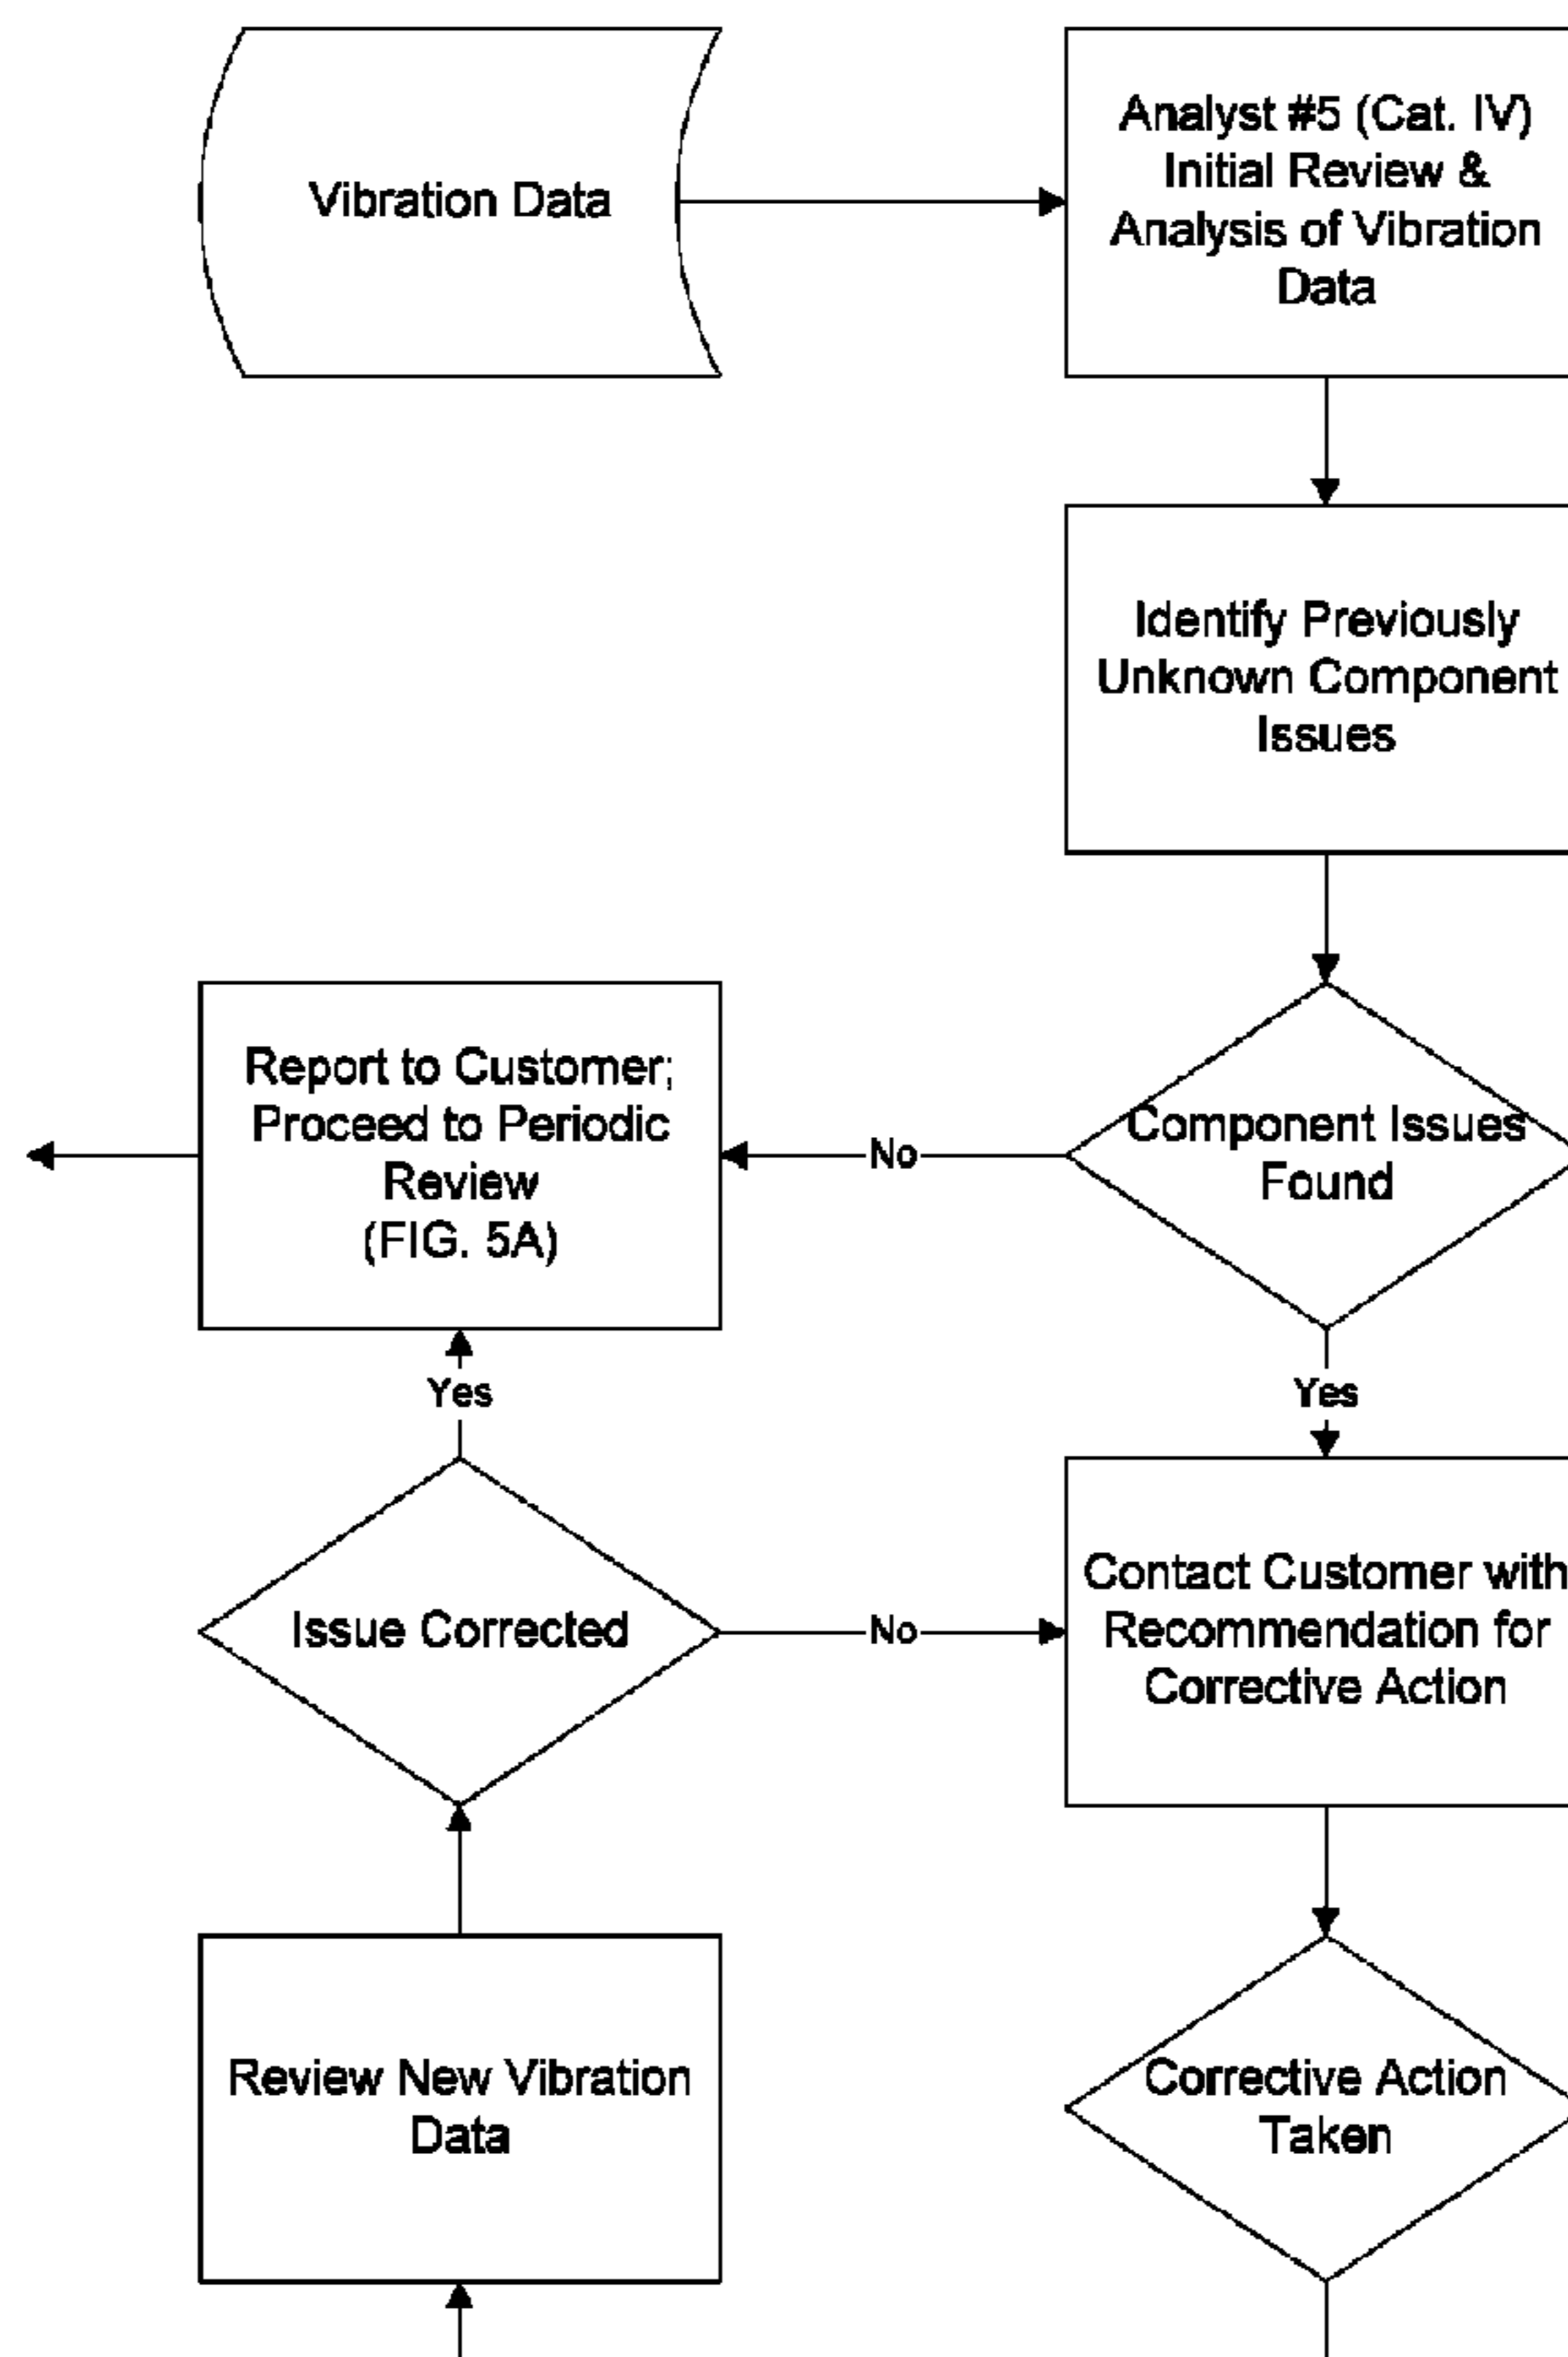 Vibration Data
Analyst #5 (Cat. IV)
Initial Review &
Analysis of Vibration
Data
Identify Previously
Unknown Component
Issues
Report to Customer;
Proceed to Periodic
Review
(FIG. 5A)
No
Component Issues
Found
Yes
Yes
Issue Corrected
No
Contact Customer with
Recommendation for
Corrective Action
Review New Vibration
Data
Corrective Action
Taken